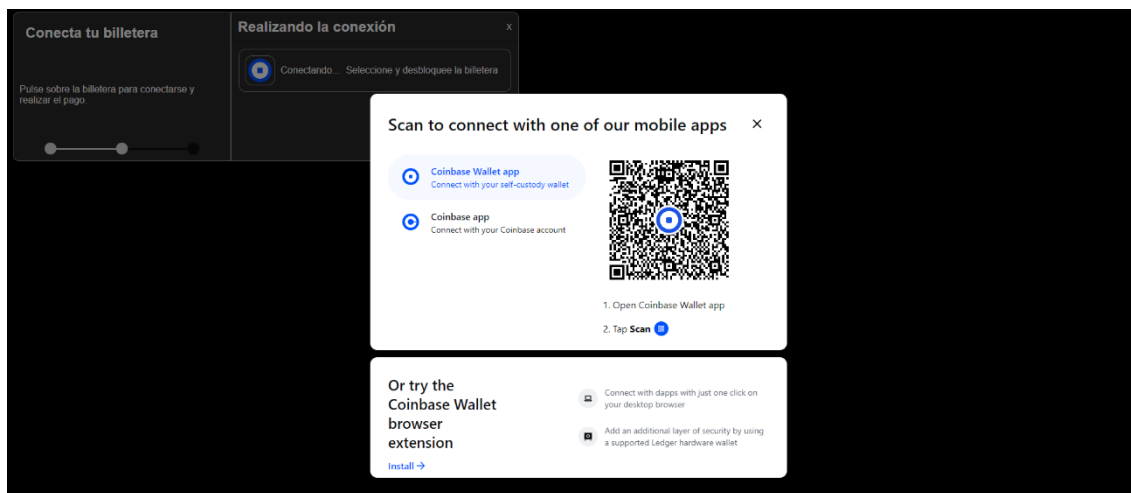 Conecta tu billetera
Pulse sobre la billetera para conectarse y
realizar el pago.
Realizando la conexión
x
Conectando... Seleccione y desbloquee la billetera
Scan to connect with one of our mobile apps
Coinbase Wallet app
Connect with your self-custody wallet
Coinbase app
Connect with your Coinbase account
1. Open Coinbase Wallet app
2. Tap Scan
Or try the
Coinbase Wallet
browser
extension
Install →
Connect with dapps with just one click on
your desktop browser
Add an additional layer of security by using
a supported Ledger hardware wallet